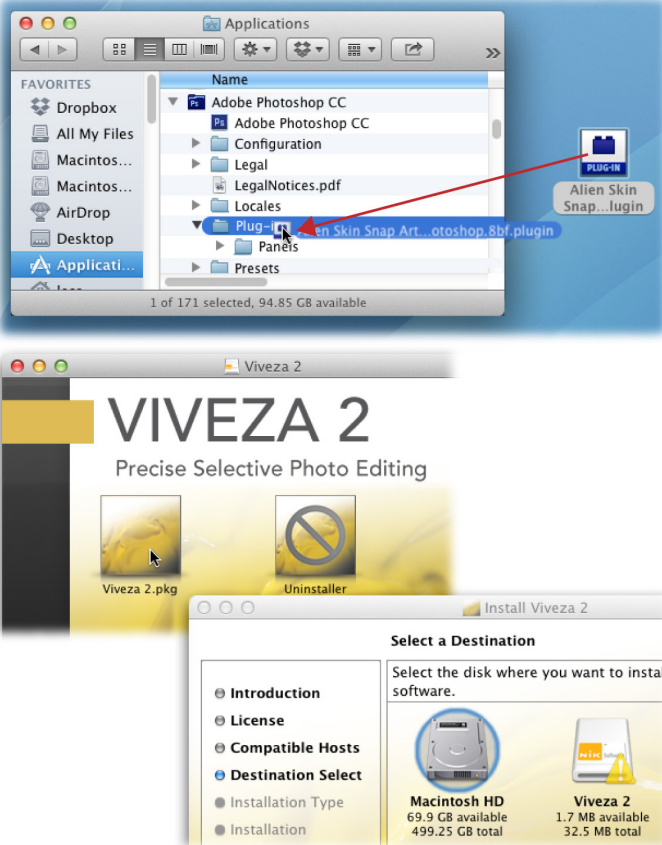 Applications
FAVORITES
Name
Dropbox
Adobe Photoshop CC
All My Files
Ps Adobe Photoshop CC
Macintos...
Configuration
Macintos...
Legal
AirDrop
LegalNotices.pdf
Desktop
Locales
Applicati...
Plug-i
Alien Skin Snap Art...otoshop.8bf.plugin
Panels
Presets
1 of 171 selected, 94.85 GB available
PLUG-IN
Alien Skin
Snap...lugin
Viveza 2
VIVEZA 2
Precise Selective Photo Editing
Viveza 2.pkg
Uninstaller
Install Viveza 2
Select a Destination
Select the disk where you want to instal
software.
Introduction
License
Compatible Hosts
Destination Select
Installation Type
Installation
Macintosh HD
69.9 GB available
499.25 GB total
NIK Software
Viveza 2
1.7 MB available
32.5 MB total